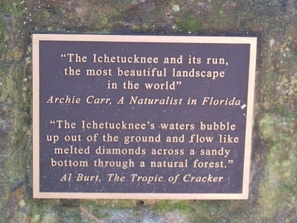 “The Ichetucknee and its run,
the most beautiful landscape
in the world”
Archie Carr, A Naturalist in Florida
“The Ichetucknee’s waters bubble
up out of the ground and flow like
melted diamonds across a sandy
bottom through a natural forest.”
Al Burt, The Tropic of Cracker